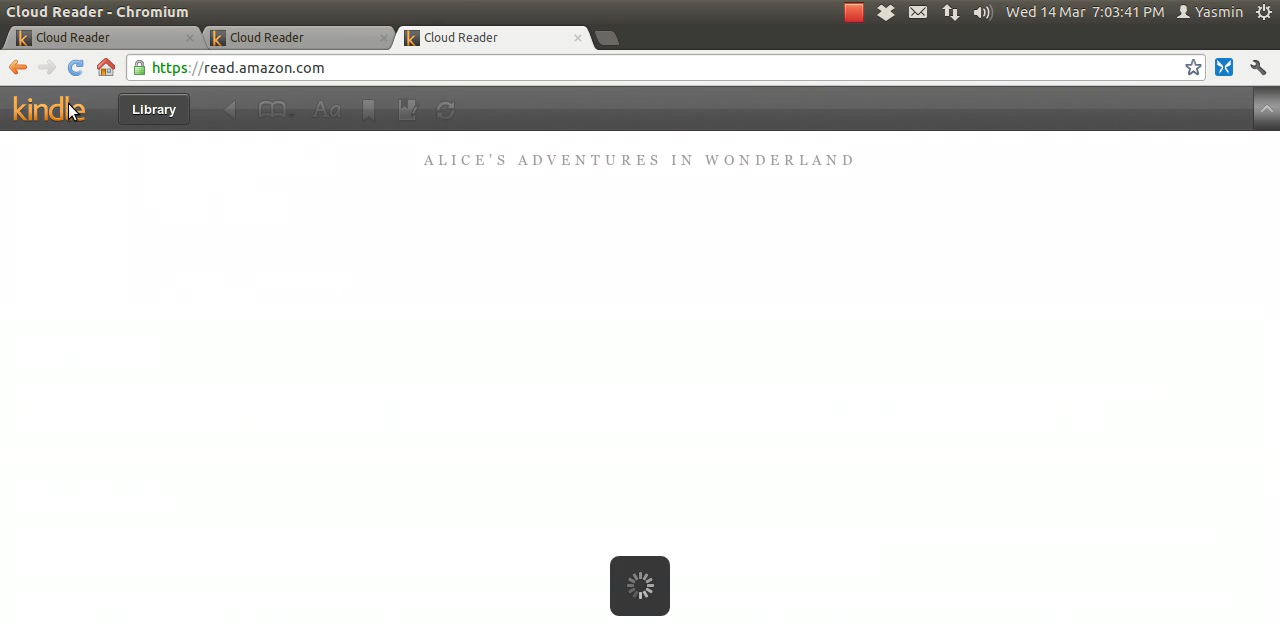 Cloud Reader - Chromium
Wed 14 Mar 7:03:41 PM
Yasmin
Cloud Reader
Cloud Reader
Cloud Reader
https://read.amazon.com
kindle
Library
Aa
ALICE'S ADVENTURES IN WONDERLAND